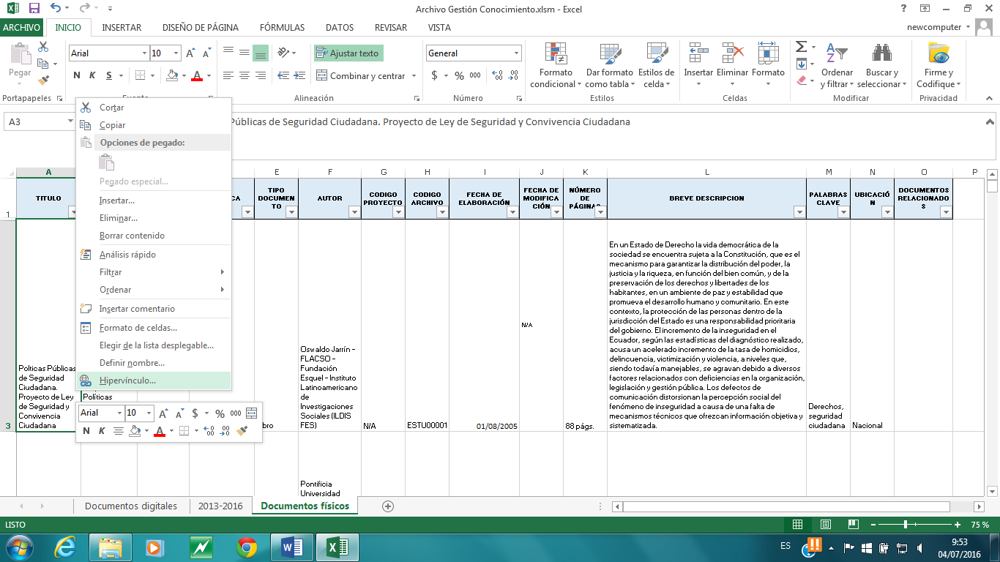 Archivo Gestión Conocimiento.xlsm - Excel
ARCHIVO INICIO INSERTAR DISEÑO DE PÁGINA FÓRMULAS DATOS REVISAR VISTA newcomputer
Pegar
Portapapeles
Arial 10
N K S
Ajustar texto
Combinar y centrar
Alineación
General
$ % 000
Número
Formato condicional
Dar formato como tabla
Estilos de celda
Estilos
Insertar Eliminar Formato
Celdas
Ordenar y filtrar
Buscar y seleccionar
Modificar
Firme y Codifique
Privacidad
A3
Públicas de Seguridad Ciudadana. Proyecto de Ley de Seguridad y Convivencia Ciudadana
Cortar
Copiar
Opciones de pegado:
Pegado especial...
Insertar...
Eliminar...
Borrar contenido
Análisis rápido
Filtrar
Ordenar
Insertar comentario
Formato de celdas...
Elegir de la lista desplegable...
Definir nombre...
Hipervínculo...
Arial 10 $ % 000
N K
A E F G H I J K L M N O P
1
TITULO
CA
TIPO
DOCUMEN
TO
AUTOR
CODIGO
PROYECTO
CODIGO
ARCHIVO
FECHA DE
ELABORACIÓN
FECHA DE
MODIFICA
CIÓN
NÚMERO
DE
PÁGINAS
BREVE DESCRIPCION
PALABRAS
CLAVE
UBICACIÓ
N
DOCUMENTOS
RELACIONADO
S
3
Polticas Públicas
de Seguridad
Ciudadana.
Proyecto de Ley
de Seguridad y
Convivencia
Ciudadana
Políticas
bro
Oswaldo Jarrín -
FLACSO -
Fundación
Esquel - Instituto
Latinoamericano
de
Investigaciones
Sociales (ILDIS
FES)
N/A
ESTU00001
01/08/2005
N/A
88 págs.
En un Estado de Derecho la vida democrática de la
sociedad se encuentra sujeta a la Constitución, que es el
mecanismo para garantizar la distribución del poder, la
justicia y la riqueza, en función del bien común, y de la
preservación de los derechos y libertades de los
habitantes, en un ambiente de paz y estabilidad que
promueva el desarrollo humano y comunitario. En este
contexto, la protección de las personas dentro de la
jurisdicción del Estado es una responsabilidad prioritaria
del gobierno. El incremento de la inseguridad en el
Ecuador, según las estadísticas del diagnóstico realizado,
acusa un acelerado incremento de la tasa de homicidios,
delincuencia, victimización y violencia, a niveles que,
siendo todavía manejables, se agravan debido a diversos
factores relacionados con deficiencias en la organización,
legislación y gestión pública. Los defectos de
comunicación distorsionan la percepción social del
fenómeno de inseguridad a causa de una falta de
mecanismos técnicos que ofrezcan información objetiva y
sistematizada.
Derechos,
seguridad
ciudadana
Nacional
Pontificia
Universidad
Documentos digitales 2013-2016 Documentos físicos
LISTO
75 %
ES
9:53
04/07/2016